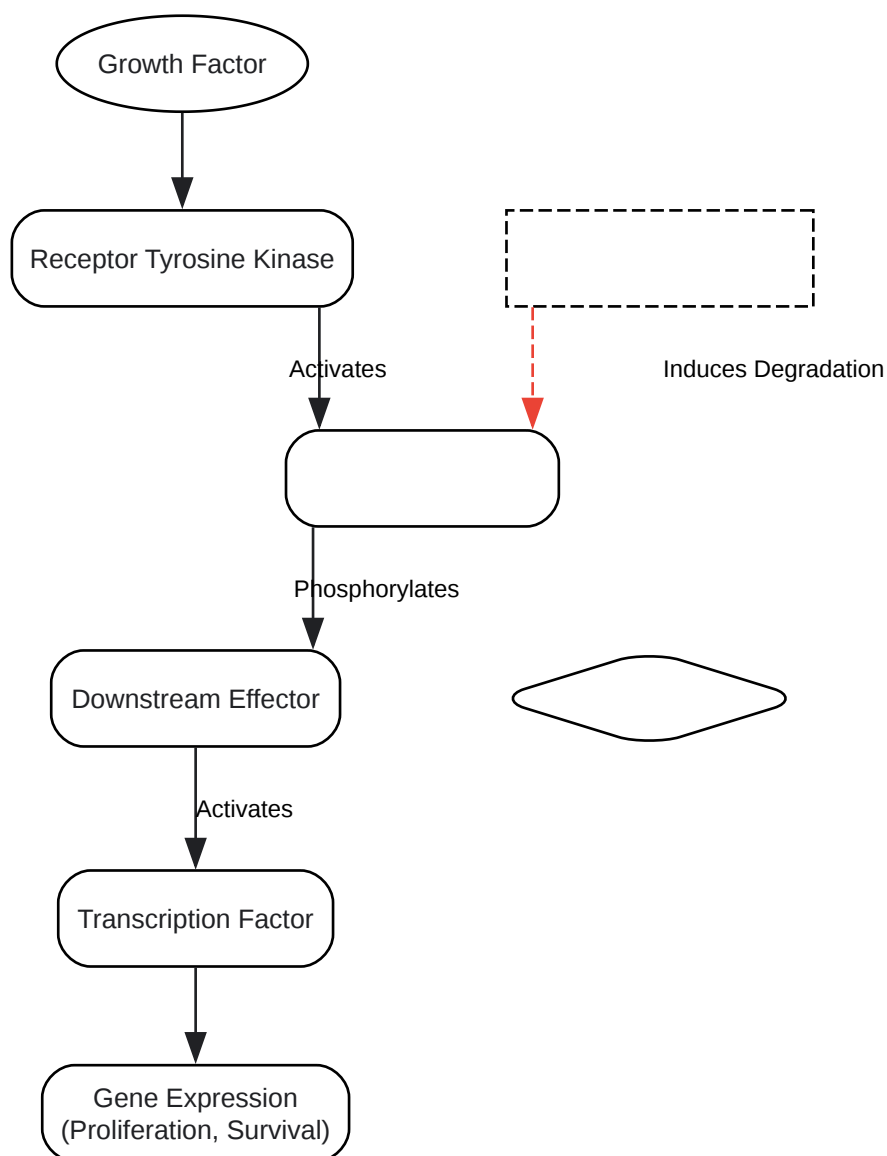 Growth Factor
Receptor Tyrosine Kinase
Activates
Induces Degradation
Phosphorylates
Downstream Effector
Activates
Transcription Factor
Gene Expression
(Proliferation, Survival)